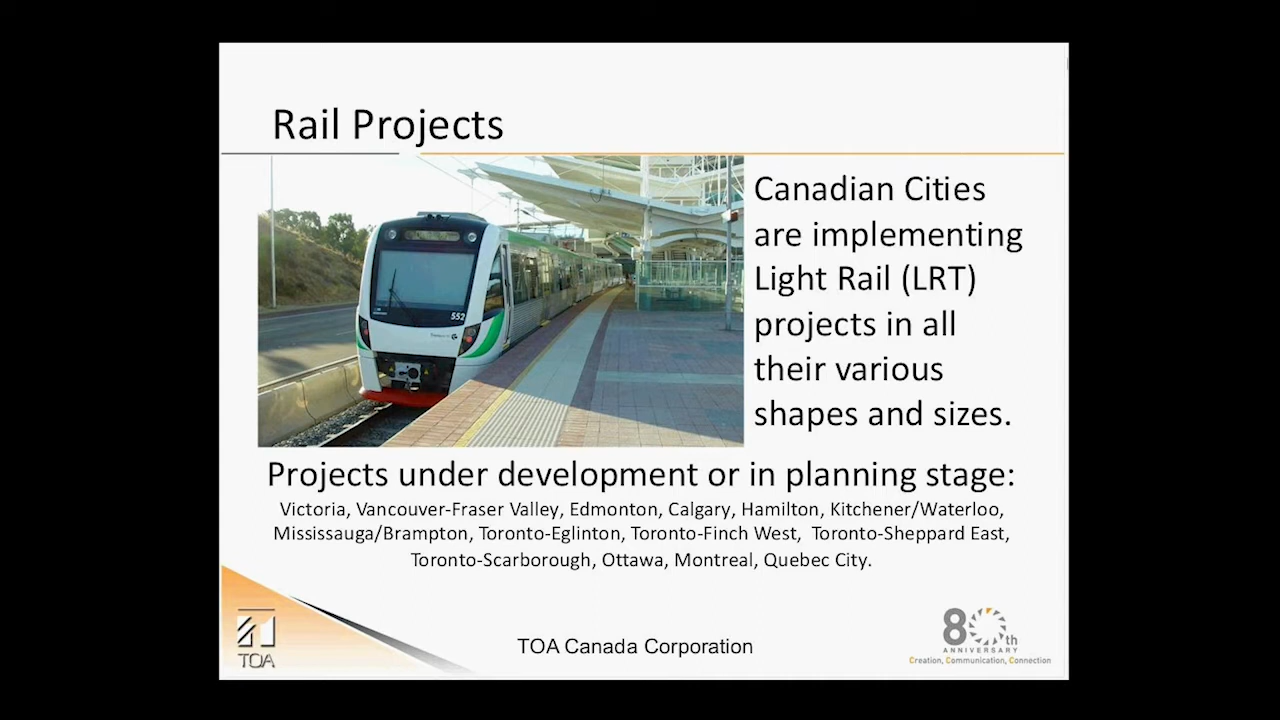 Rail Projects
Canadian Cities
are implementing
Light Rail (LRT)
projects in all
their various
shapes and sizes.
552
Projects under development or in planning stage:
Victoria, Vancouver-Fraser Valley, Edmonton, Calgary, Hamilton, Kitchener/Waterloo,
Mississauga/Brampton, Toronto-Eglinton, Toronto-Finch West, Toronto-Sheppard East,
Toronto-Scarborough, Ottawa, Montreal, Quebec City.
TOA
TOA Canada Corporation
80th
ANNIVERSARY
Creation, Communication, Connection